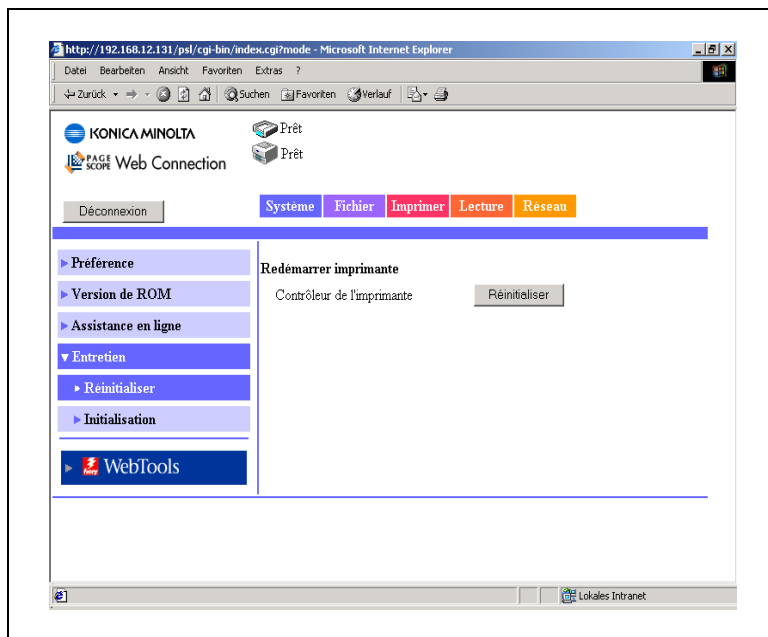 http://192.168.12.131/psl/cgi-bin/index.cgi?mode - Microsoft Internet Explorer
Datei Bearbeiten Ansicht Favoriten Extras ?
Zurück Suchen Favoriten Verlauf
KONICA MINOLTA
Prêt
PAGE SCOPE Web Connection
Prêt
Déconnexion
Système Fichier Imprimer Lecture Réseau
Préférence
Redémarrer imprimante
Version de ROM
Contrôleur de l'imprimante Réinitialiser
Assistance en ligne
Entretien
Réinitialiser
Initialisation
WebTools
Lokales Intranet